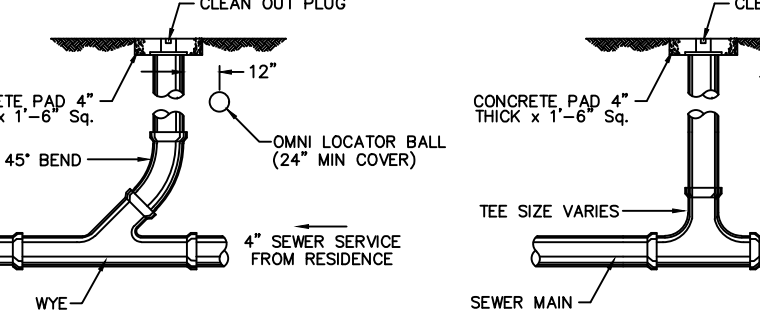 CLEAN OUT PLUG
12"
PAD 4"
x 1'-6" Sq.
OMNI LOCATOR BALL
(24" MIN COVER)
45° BEND
4" SEWER SERVICE
FROM RESIDENCE
WYE
CONCRETE PAD 4"
THICK x 1'-6" Sq.
TEE SIZE VARIES
SEWER MAIN